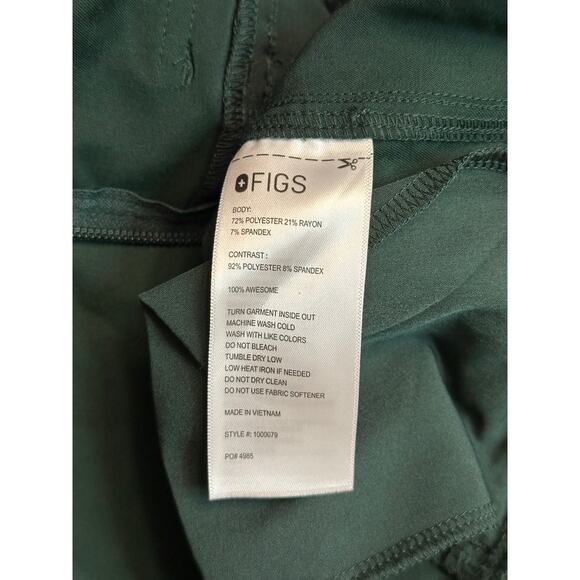 FIGS
BODY:
72% POLYESTER 21% RAYON
7% SPANDEX
CONTRAST :
92% POLYESTER 8% SPANDEX
100% AWESOME
TURN GARMENT INSIDE OUT
MACHINE WASH COLD
WASH WITH LIKE COLORS
DO NOT BLEACH
TUMBLE DRY LOW
LOW HEAT IRON IF NEEDED
DO NOT DRY CLEAN
DO NOT USE FABRIC SOFTENER
MADE IN VIETNAM
STYLE #: 1000079
PO# 4985